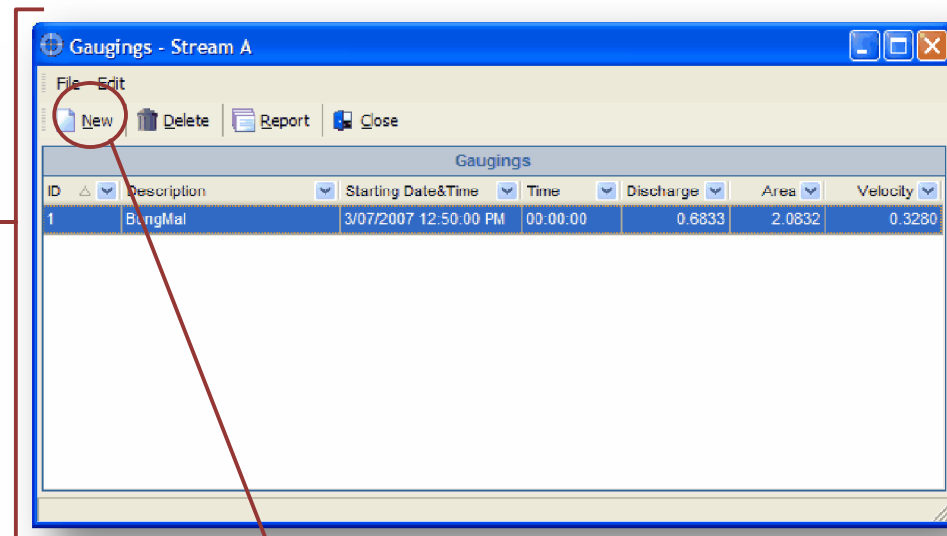 Gaugings - Stream A
File Edit
New Delete Report Close
Gaugings
ID Description Starting Date&Time Time Discharge Area Velocity
1 BungMal 3/07/2007 12:50:00 PM 00:00:00 0.6833 2.0832 0.3280